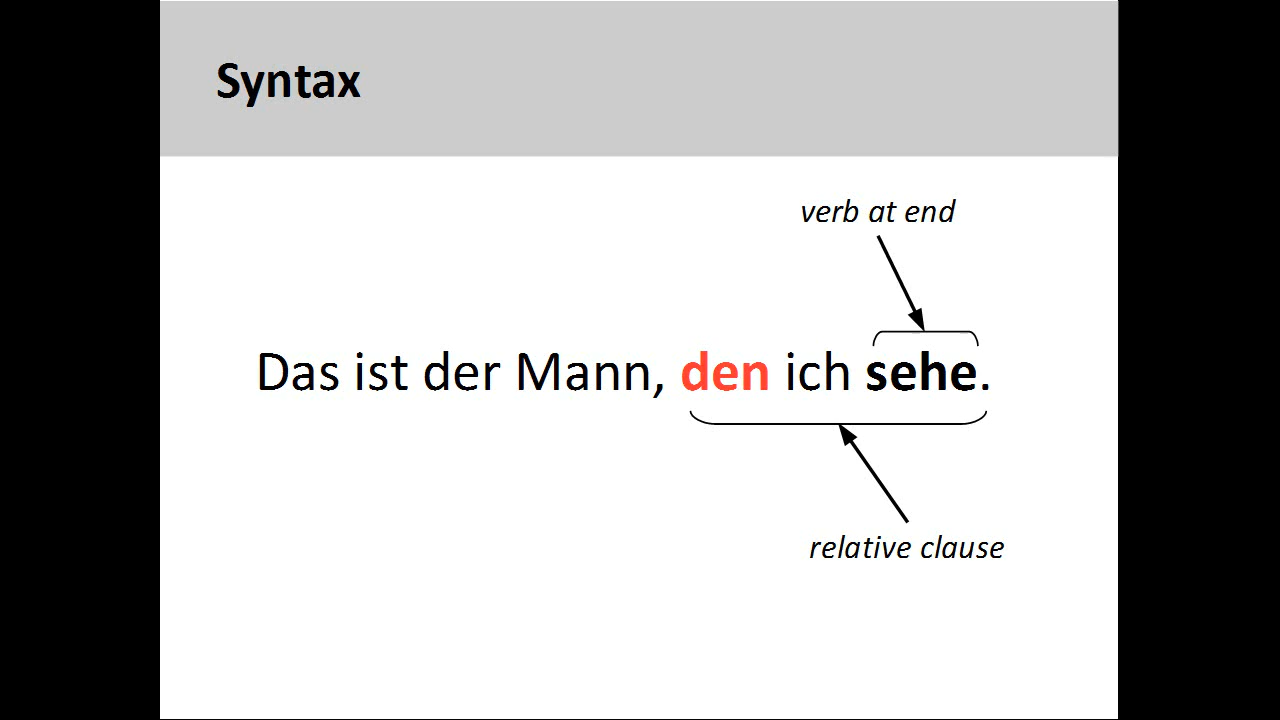 Syntax
verb at end
Das ist der Mann, den ich sehe.
relative clause